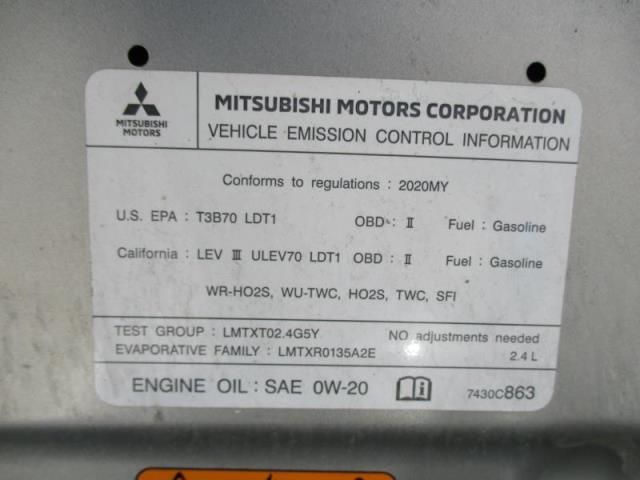 MITSUBISHI
MOTORS
MITSUBISHI MOTORS CORPORATION
VEHICLE EMISSION CONTROL INFORMATION
Conforms to regulations : 2020MY
U.S. EPA : T3B70 LDT1 OBD : II Fuel : Gasoline
California : LEV III ULEV70 LDT1 OBD : II Fuel : Gasoline
WR-HO2S, WU-TWC, HO2S, TWC, SFI
TEST GROUP : LMTXT02.4G5Y NO adjustments needed
EVAPORATIVE FAMILY : LMTXR0135A2E 2.4 L
ENGINE OIL : SAE 0W-20 7430C863